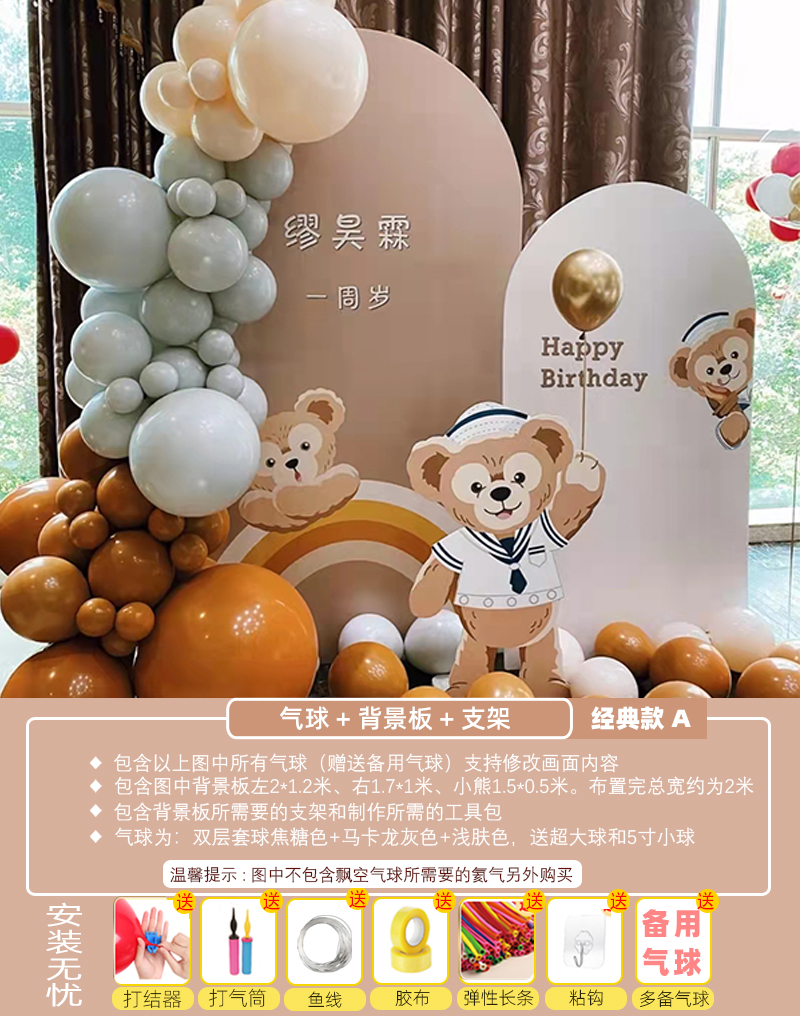 缪昊霖
一周岁
Happy
Birthday
气球 + 背景板 + 支架
经典款 A
包含以上图中所有气球（赠送备用气球）支持修改画面内容
包含图中背景板左2*1.2米、右1.7*1米、小熊1.5*0.5米。布置完总宽约为2米
包含背景板所需要的支架和制作所需的工具包
气球为：双层套球焦糖色+马卡龙灰色+浅肤色，送超大球和5寸小球
温馨提示 : 图中不包含飘空气球所需要的氦气另外购买
安装无忧
送
送
送
送
送
送
送
备用
气球
打结器
打气筒
鱼线
胶布
弹性长条
粘钩
多备气球